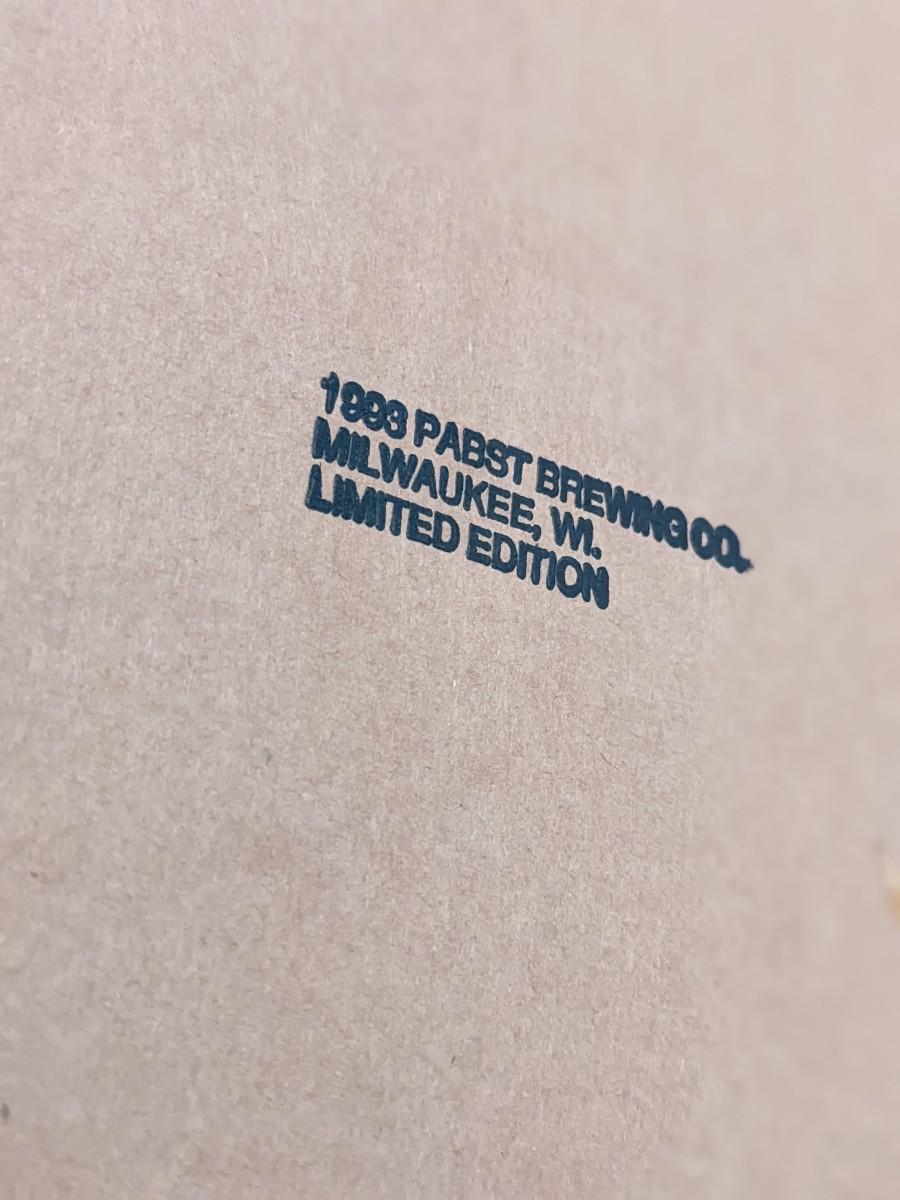 1993 PABST BREWING CO.
MILWAUKEE, WI.
LIMITED EDITION